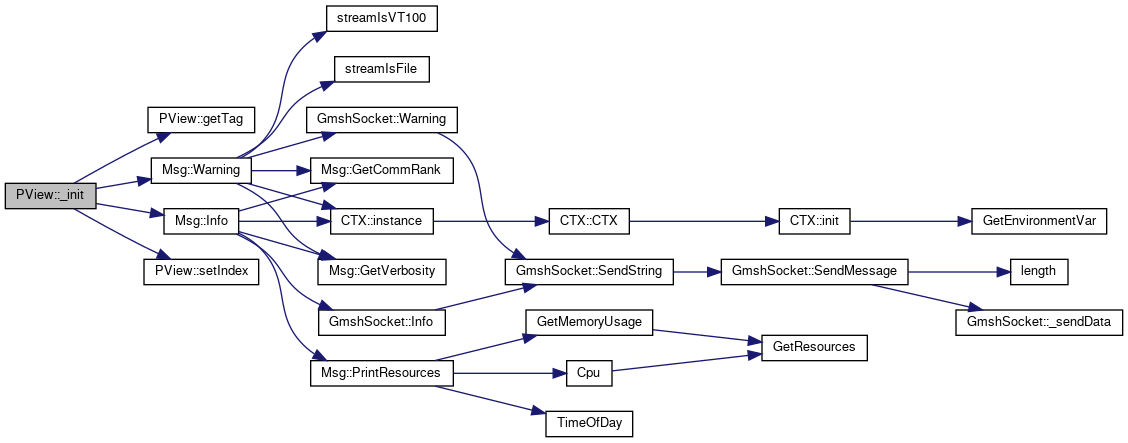 streamIsVT100
streamIsFile
PView::getTag
GmshSocket::Warning
Msg::Warning
Msg::GetCommRank
PView::_init
Msg::Info
CTX::instance
CTX::CTX
CTX::init
GetEnvironmentVar
PView::setIndex
Msg::GetVerbosity
GmshSocket::SendString
GmshSocket::SendMessage
length
GmshSocket::Info
GetMemoryUsage
GmshSocket::_sendData
GetResources
Msg::PrintResources
Cpu
TimeOfDay